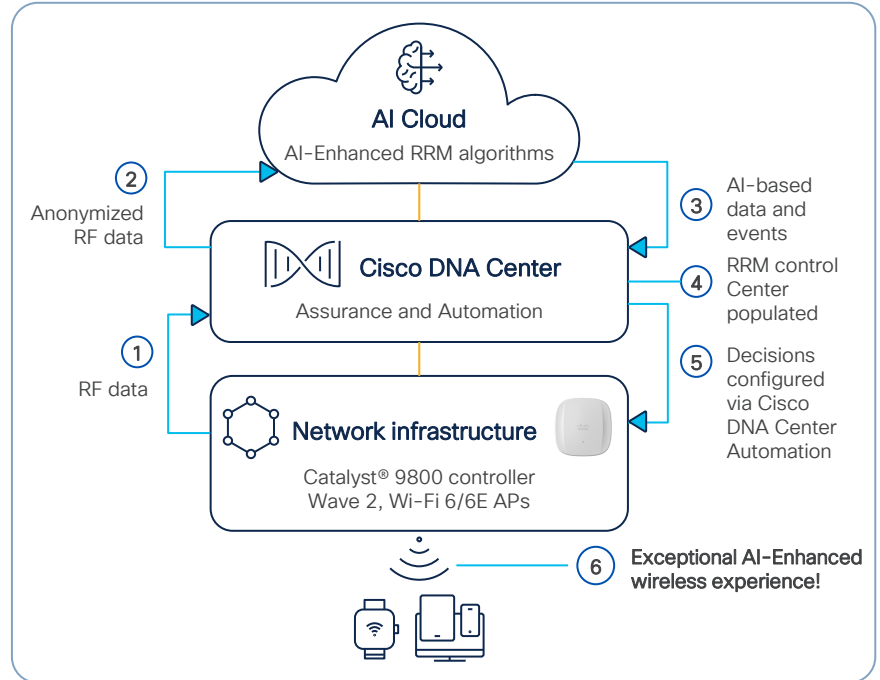 AI Cloud
AI-Enhanced RRM algorithms
2
Anonymized
RF data
3
AI-based
data and
events
Cisco DNA Center
Assurance and Automation
4
RRM control
Center
populated
1
RF data
5
Decisions
configured
via Cisco
DNA Center
Automation
Network infrastructure
Catalyst® 9800 controller
Wave 2, Wi-Fi 6/6E APs
6
Exceptional AI-Enhanced
wireless experience!